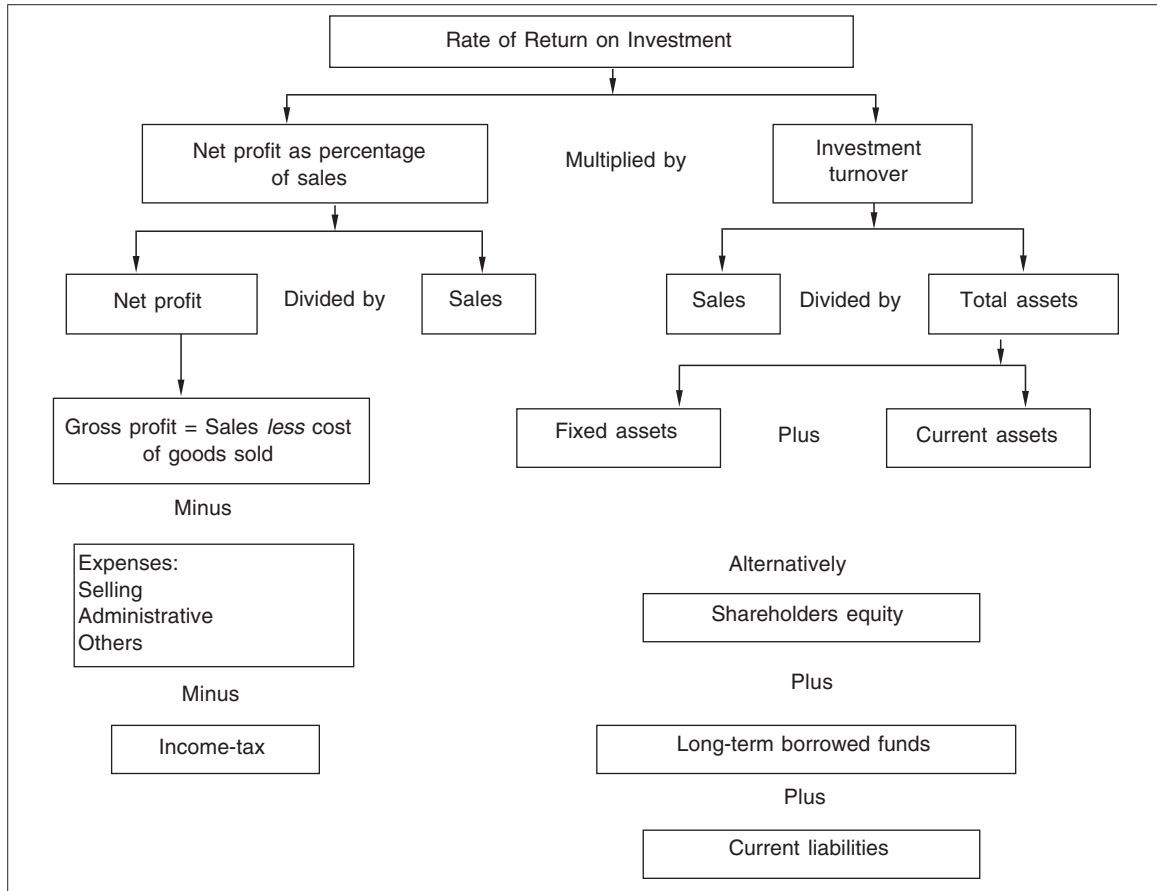 Rate of Return on Investment
Net profit as percentage
of sales
Multiplied by
Investment
turnover
Net profit
Divided by
Sales
Sales
Divided by
Total assets
Gross profit = Sales less cost
of goods sold
Fixed assets
Plus
Current assets
Minus
Expenses:
Selling
Administrative
Others
Alternatively
Shareholders equity
Minus
Plus
Income-tax
Long-term borrowed funds
Plus
Current liabilities